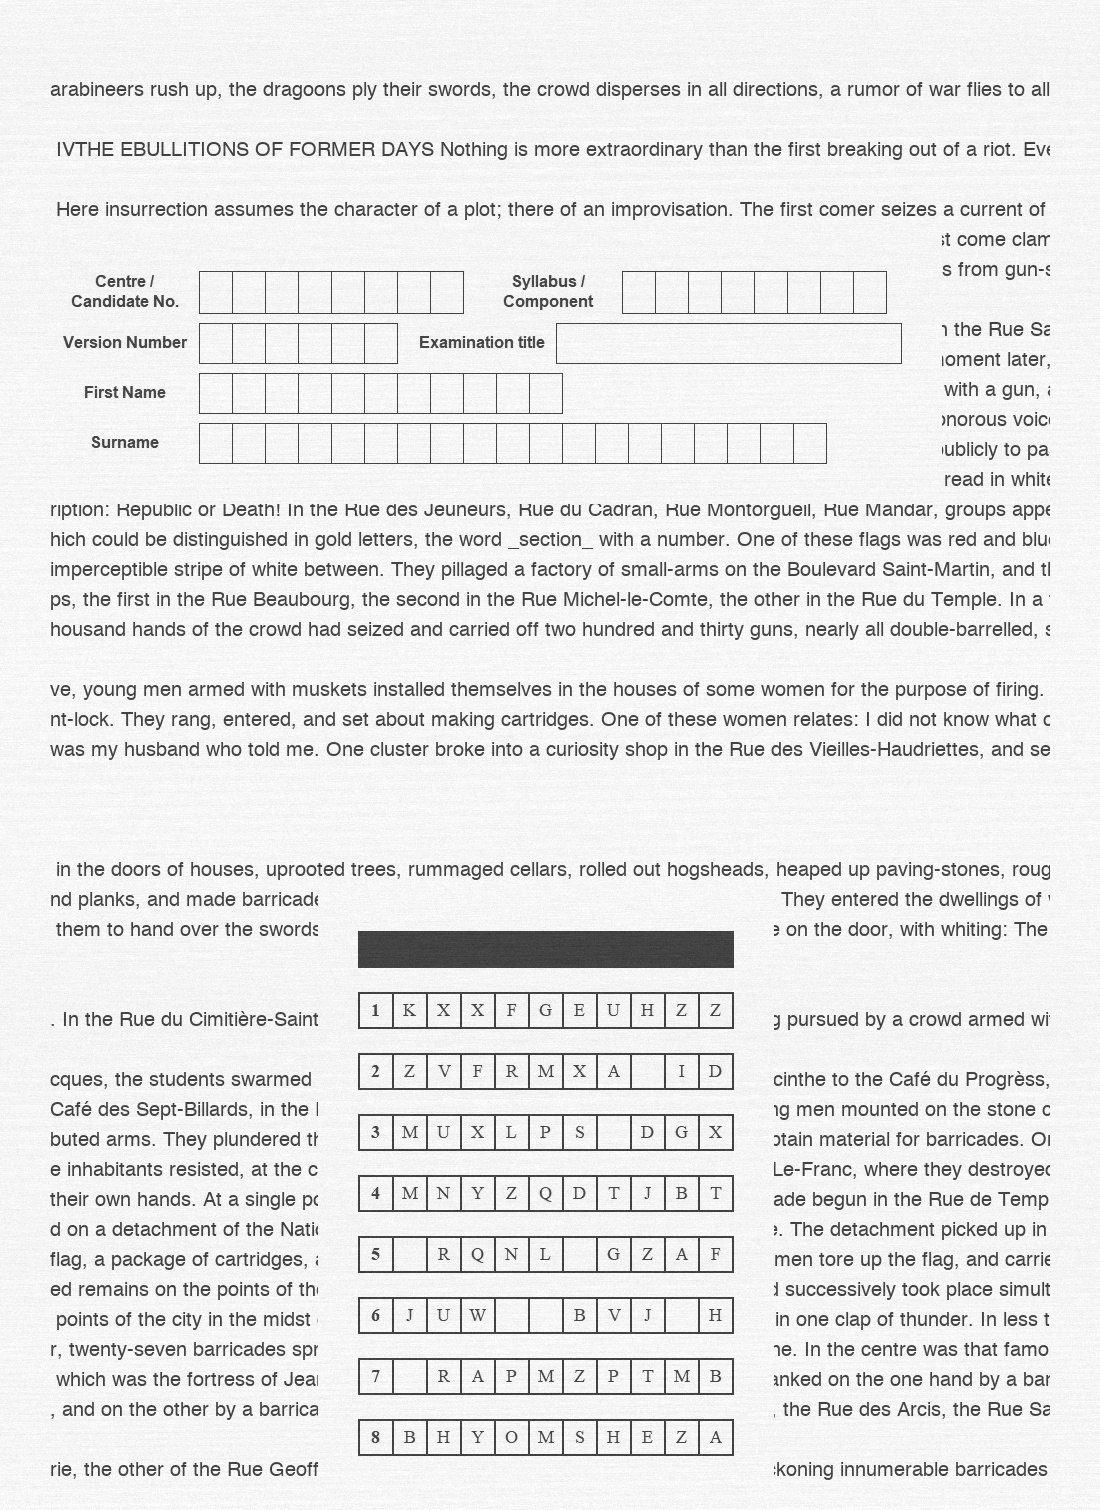 arabineers rush up, the dragoons ply their swords, the crowd disperses in all directions, a rumor of war flies to all
IVTHE EBULLITIONS OF FORMER DAYS Nothing is more extraordinary than the first breaking out of a riot. Eve
Here insurrection assumes the character of a plot; there of an improvisation. The first comer seizes a current of
st come clam
s from gun-s
Centre / Candidate No.
Syllabus / Component
n the Rue Sa
Version Number Examination title
noment later,
First Name
with a gun,
onorous voice
Surname
publicly to pa
read in white
ription: Republic or Death! In the Rue des Jeûneurs, Rue du Cadran, Rue Montorgueil, Rue Mandar, groups appe
hich could be distinguished in gold letters, the word _section_ with a number. One of these flags was red and blue
imperceptible stripe of white between. They pillaged a factory of small-arms on the Boulevard Saint-Martin, and th
ps, the first in the Rue Beaubourg, the second in the Rue Michel-le-Comte, the other in the Rue du Temple. In a
housand hands of the crowd had seized and carried off two hundred and thirty guns, nearly all double-barrelled, s
ve, young men armed with muskets installed themselves in the houses of some women for the purpose of firing.
nt-lock. They rang, entered, and set about making cartridges. One of these women relates: I did not know what c
was my husband who told me. One cluster broke into a curiosity shop in the Rue des Vieilles-Haudriettes, and se
in the doors of houses, uprooted trees, rummaged cellars, rolled out hogsheads, heaped up paving-stones, roug
nd planks, and made barricade They entered the dwellings of
them to hand over the swords e on the door, with whiting: The
. In the Rue du Cimitière-Saint g pursued by a crowd armed wi
cques, the students swarmed cinthe to the Café du Progrèss,
Café des Sept-Billards, in the ng men mounted on the stone c
buted arms. They plundered th btain material for barricades. On
e inhabitants resisted, at the c Le-Franc, where they destroyed
their own hands. At a single po ade begun in the Rue de Temp
d on a detachment of the Natio e. The detachment picked up in
flag, a package of cartridges, a men tore up the flag, and carrie
ed remains on the points of the d successively took place simult
points of the city in the midst in one clap of thunder. In less t
r, twenty-seven barricades spr ne. In the centre was that famo
which was the fortress of Jean anked on the one hand by a bar
, and on the other by a barrica , the Rue des Arcis, the Rue Sa
rie, the other of the Rue Geoff ckoning innumerable barricades
1 K X X F G E U H Z Z
2 Z V F R M X A I D
3 M U X L P S D G X
4 M N Y Z Q D T J B T
5 R Q N L G Z A F
6 J U W B V J H
7 R A P M Z P T M B
8 B H Y O M S H E Z A